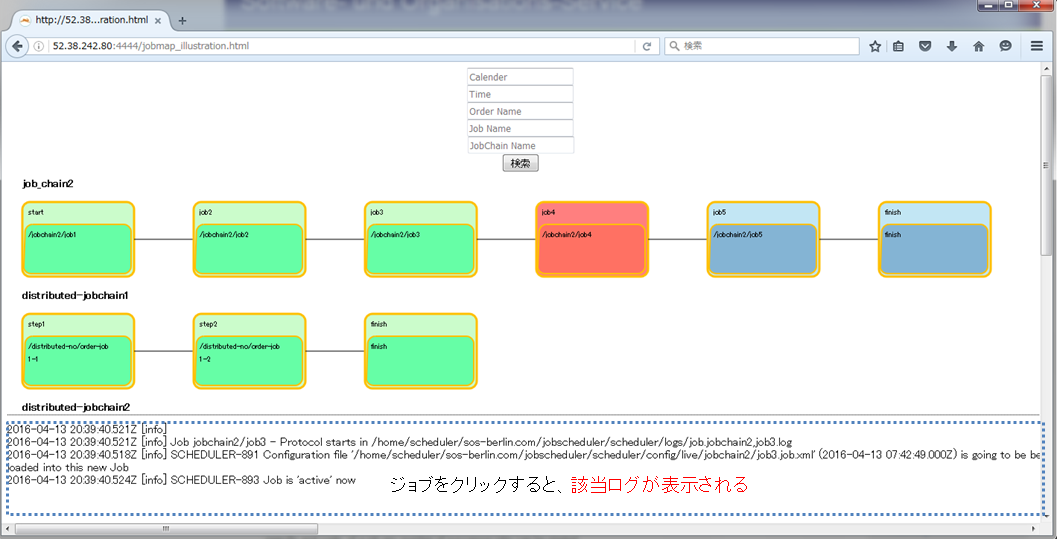 Software- und Organisations-Service
http://52.38...ration.html
52.38.242.80:4444/jobmap_illustration.html
検索
Calender
Time
Order Name
Job Name
JobChain Name
検索
job_chain2
start
job2
job3
job4
job5
finish
/jobchain2/job1
/jobchain2/job2
/jobchain2/job3
/jobchain2/job4
/jobchain2/job5
finish
distributed-jobchain1
step1
step2
finish
/distributed-no/order-job
1-1
/distributed-no/order-job
1-2
finish
distributed-jobchain2
2016-04-13 20:39:40.521Z [info]
2016-04-13 20:39:40.521Z [info] Job jobchain2/job3 - Protocol starts in /home/scheduler/sos-berlin.com/jobscheduler/scheduler/logs/job.jobchain2,job3.log
2016-04-13 20:39:40.518Z [info] SCHEDULER-891 Configuration file '/home/scheduler/sos-berlin.com/jobscheduler/scheduler/config/live/jobchain2/job3.job.xml' (2016-04-13 07:42:49.000Z) is going to be be
loaded into this new Job
2016-04-13 20:39:40.524Z [info] SCHEDULER-893 Job is 'active' now
ジョブをクリックすると、該当ログが表示される